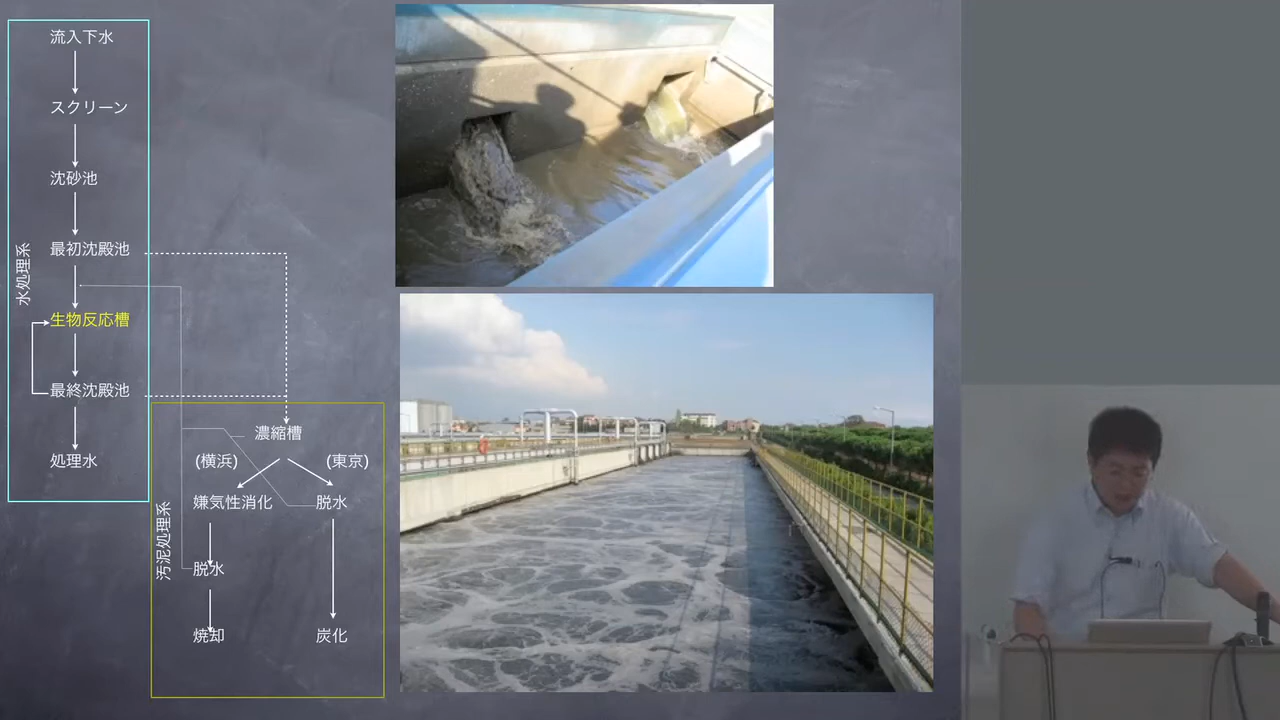 流入下水
スクリーン
沈砂池
最初沈殿池
水処理系
生物反応槽
最終沈殿池
処理水
濃縮槽
(横浜)
(東京)
嫌気性消化
脱水
汚泥処理系
脱水
焼却
炭化